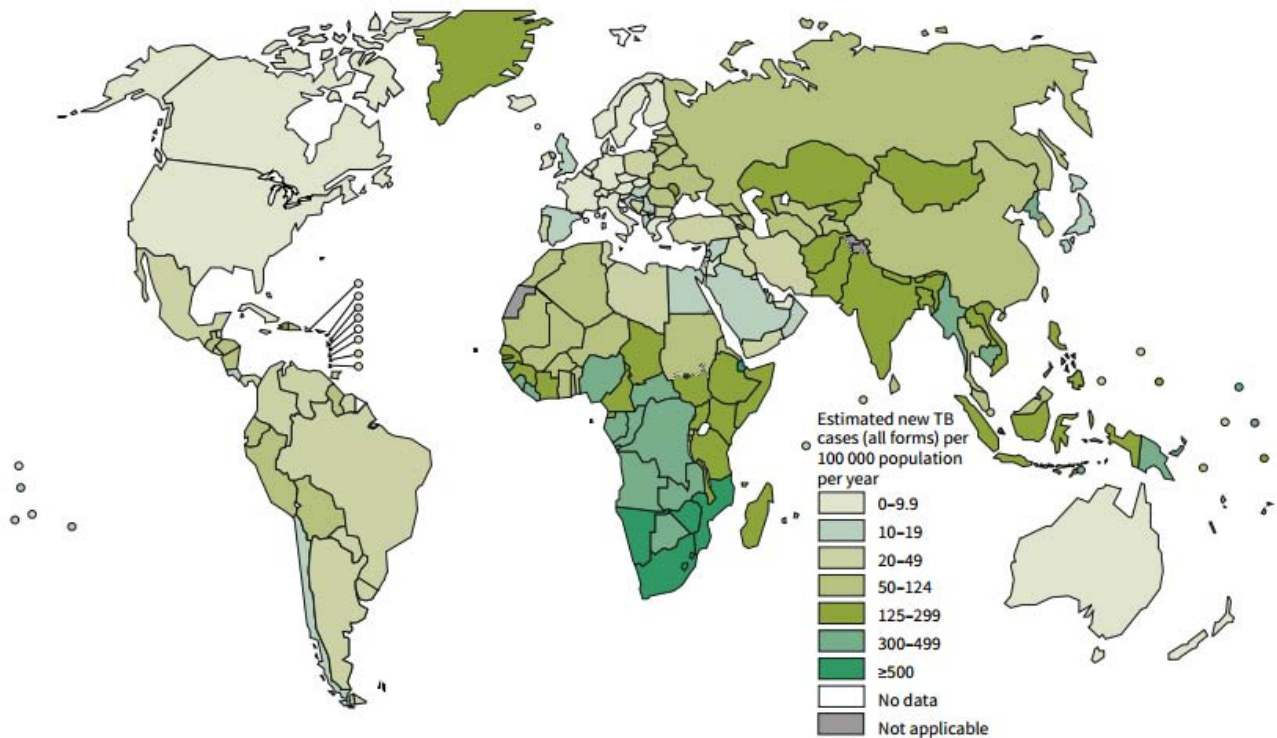 Estimated new TB
cases (all forms) per
100 000 population
per year
0–9.9
10–19
20–49
50–124
125–299
300–499
≥500
No data
Not applicable